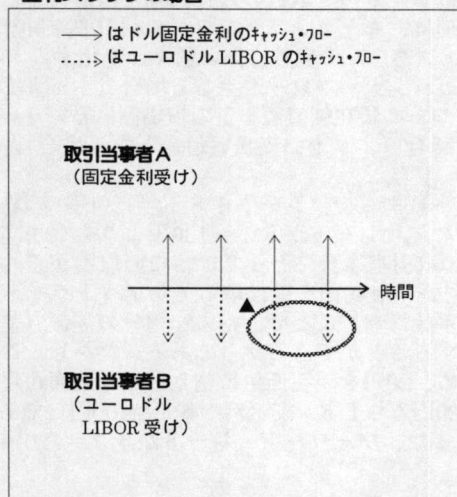 はドル固定金利のｷｬｯｼｭ･ﾌﾛｰ
はユーロドル LIBOR のｷｬｯｼｭ･ﾌﾛｰ
取引当事者A
（固定金利受け）
時間
取引当事者B
（ユーロドル
LIBOR 受け）